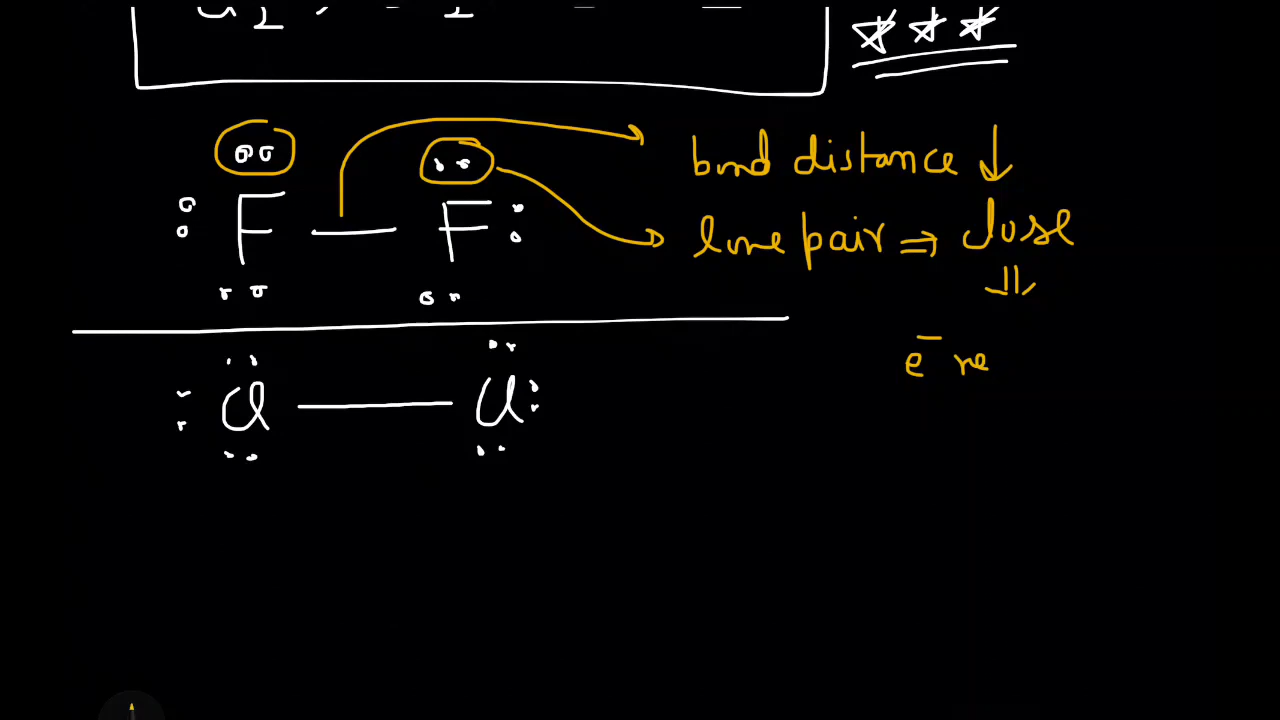 F — F
bond distance ↓
lone pair ⇒ close
⇓
e⁻ re
Cl — Cl